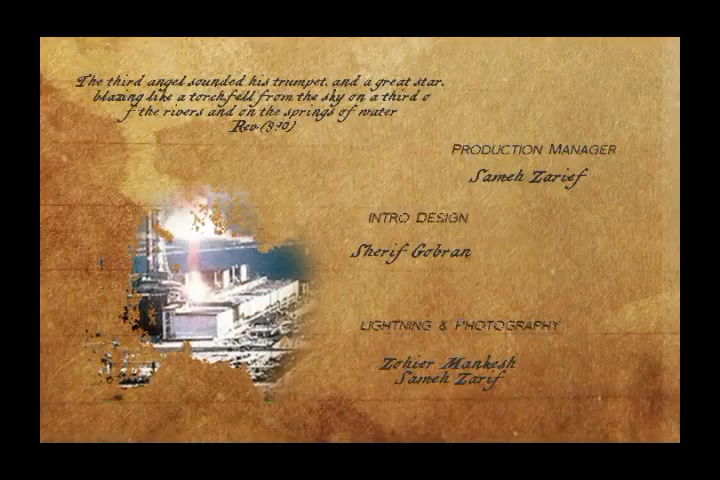 The third angel sounded his trumpet, and a great star,
blazing like a torch,fell from the sky on a third o
f the rivers and on the springs of water
Rev (8:10)
PRODUCTION MANAGER
Sameh Zarief
INTRO DESIGN
Sherif Gobran
LIGHTNING & PHOTOGRAPHY
Zohier Mankesh
Sameh Zarif